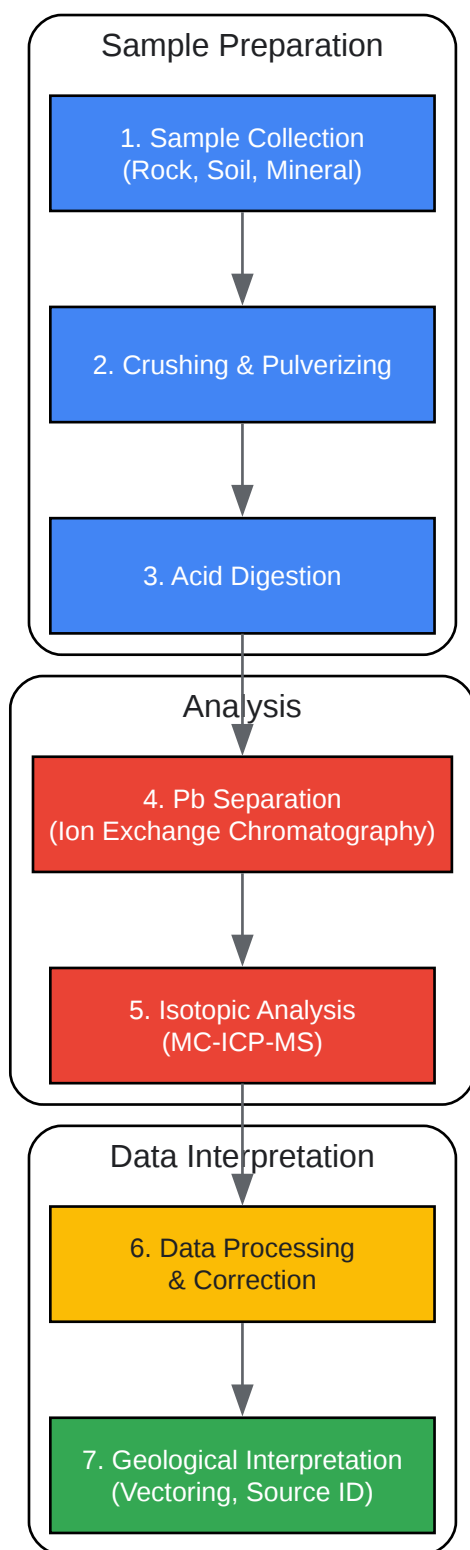 Sample Preparation
1. Sample Collection
(Rock, Soil, Mineral)
2. Crushing & Pulverizing
3. Acid Digestion
Analysis
4. Pb Separation
(Ion Exchange Chromatography)
5. Isotopic Analysis
(MC-ICP-MS)
Data Interpretation
6. Data Processing
& Correction
7. Geological Interpretation
(Vectoring, Source ID)